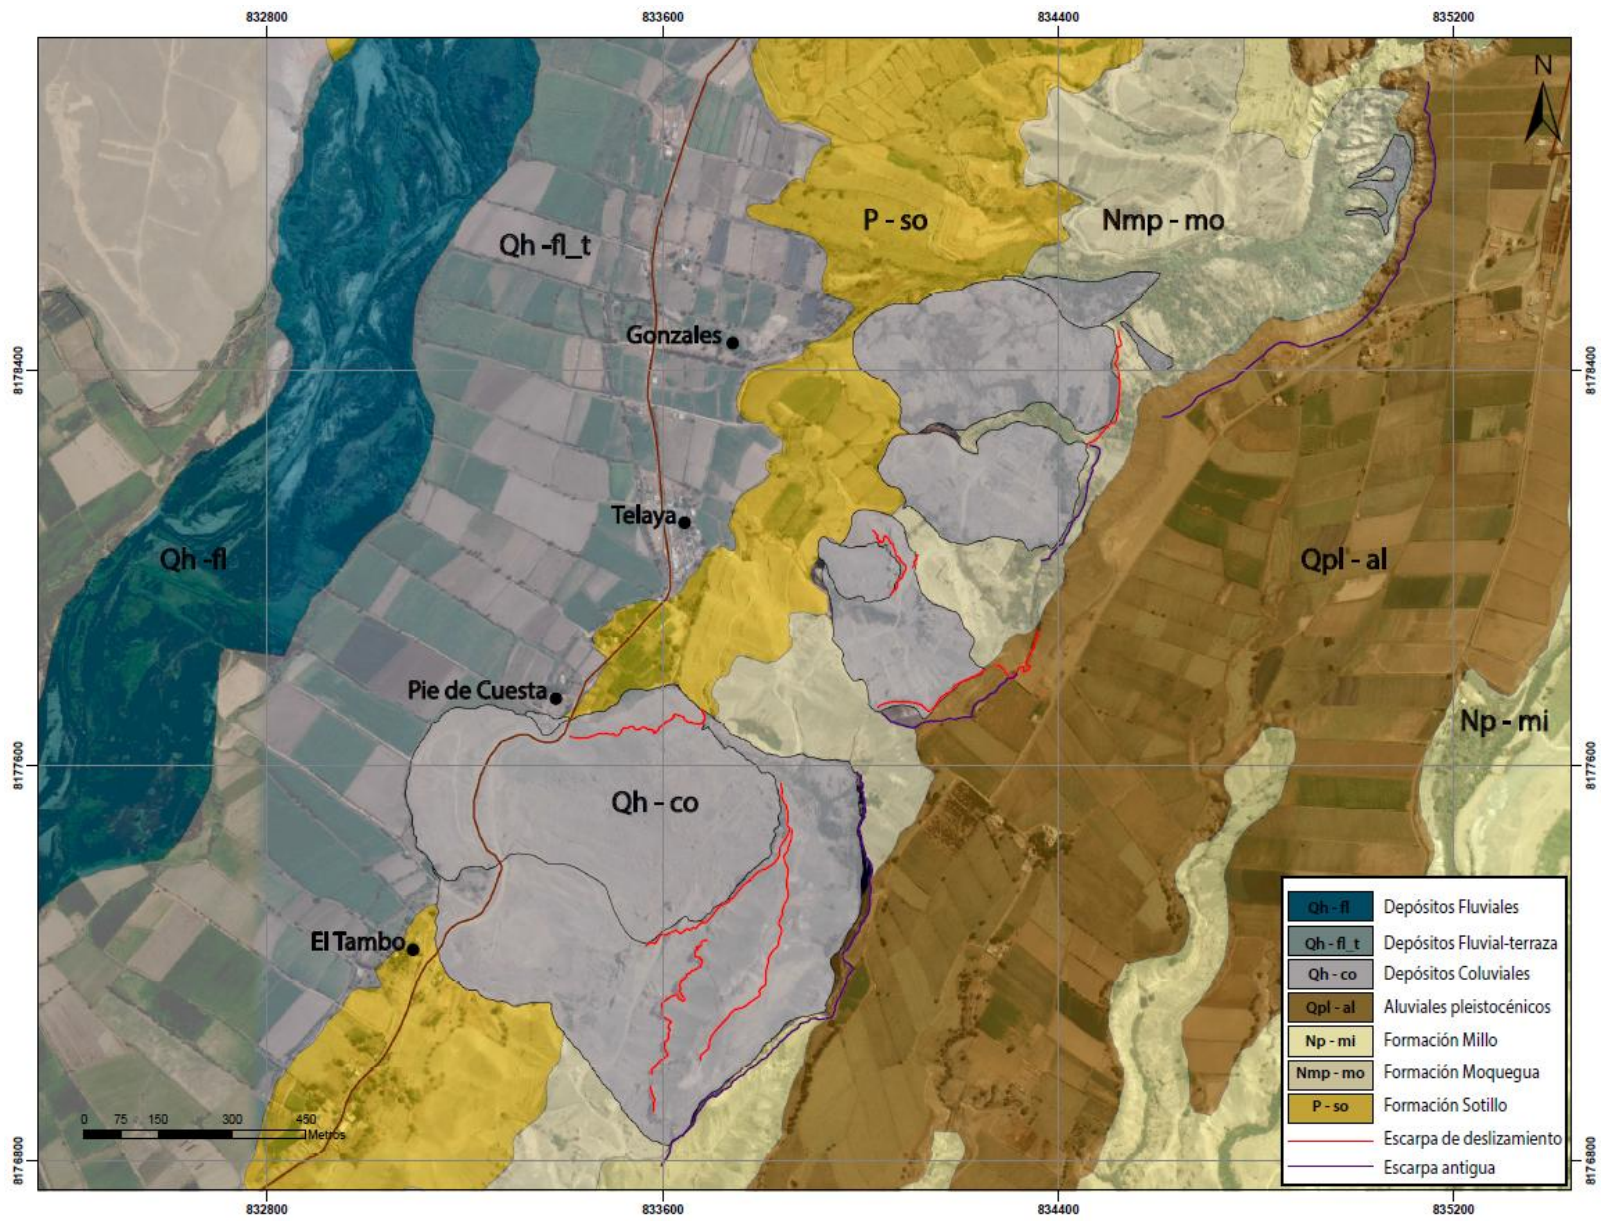 832800
833600
834400
835200
N
P - so
Nmp - mo
Qh -fl_t
Gonzales
8178400
8178400
Telaya
Qh -fl
Qpl - al
Pie de Cuesta
Np - mi
8177600
8177600
Qh - co
El Tambo
Qh - fl Depósitos Fluviales
Qh - fl_t Depósitos Fluvial-terraza
Qh - co Depósitos Coluviales
Qpl - al Aluviales pleistocénicos
Np - mi Formación Millo
Nmp - mo Formación Moquegua
P - so Formación Sotillo
Escarpa de deslizamiento
Escarpa antigua
0 75 150 300 450
Metros
8176800
8176800
832800
833600
834400
835200